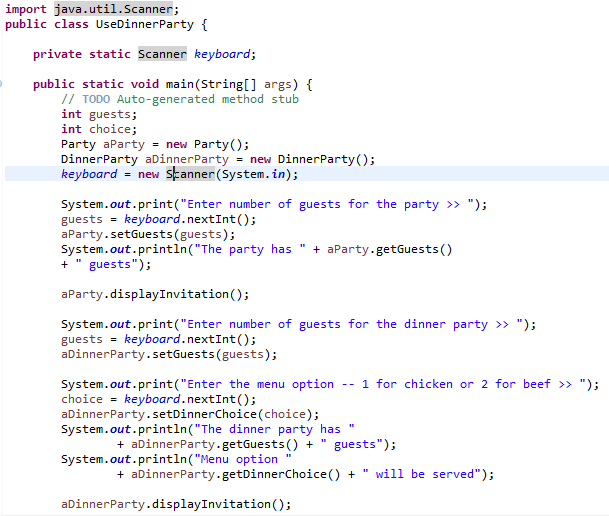 import java.util.Scanner;
public class UseDinnerParty {
private static Scanner keyboard;
public static void main(String[] args) {
// TODO Auto-generated method stub
int guests;
int choice;
Party aParty = new Party();
DinnerParty aDinnerParty = new DinnerParty();
keyboard = new Scanner(System.in);
System.out.print("Enter number of guests for the party >> ");
guests = keyboard.nextInt();
aParty.setGuests(guests);
System.out.println("The party has " + aParty.getGuests()
+ " guests");
aParty.displayInvitation();
System.out.print("Enter number of guests for the dinner party >> ");
guests = keyboard.nextInt();
aDinnerParty.setGuests(guests);
System.out.print("Enter the menu option -- 1 for chicken or 2 for beef >> ");
choice = keyboard.nextInt();
aDinnerParty.setDinnerChoice(choice);
System.out.println("The dinner party has "
+ aDinnerParty.getGuests() + " guests");
System.out.println("Menu option "
+ aDinnerParty.getDinnerChoice() + " will be served");
aDinnerParty.displayInvitation();